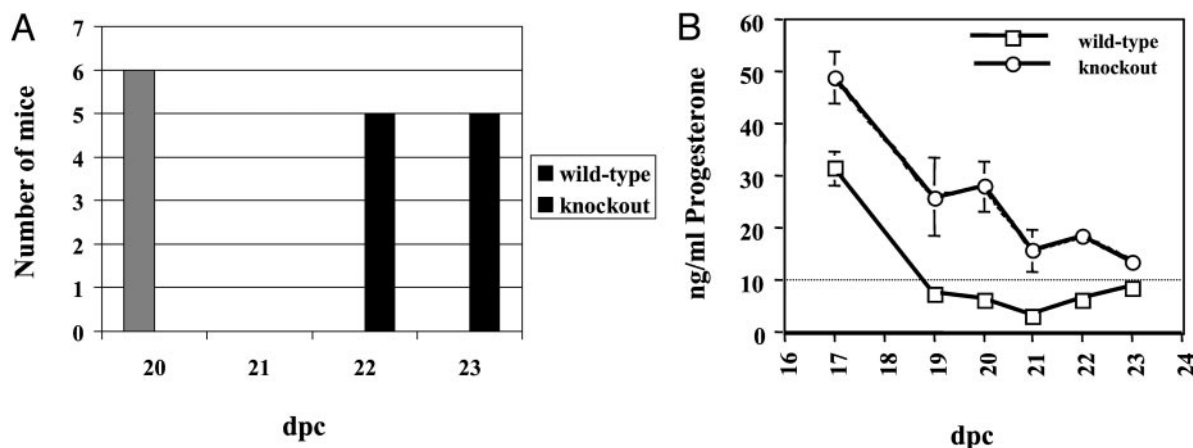 A
Number of mice
7
6
5
4
3
2
1
0
20 21 22 23
dpc
wild-type
knockout
B
ng/ml Progesterone
60
50
40
30
20
10
0
wild-type
knockout
16 17 18 19 20 21 22 23 24
dpc